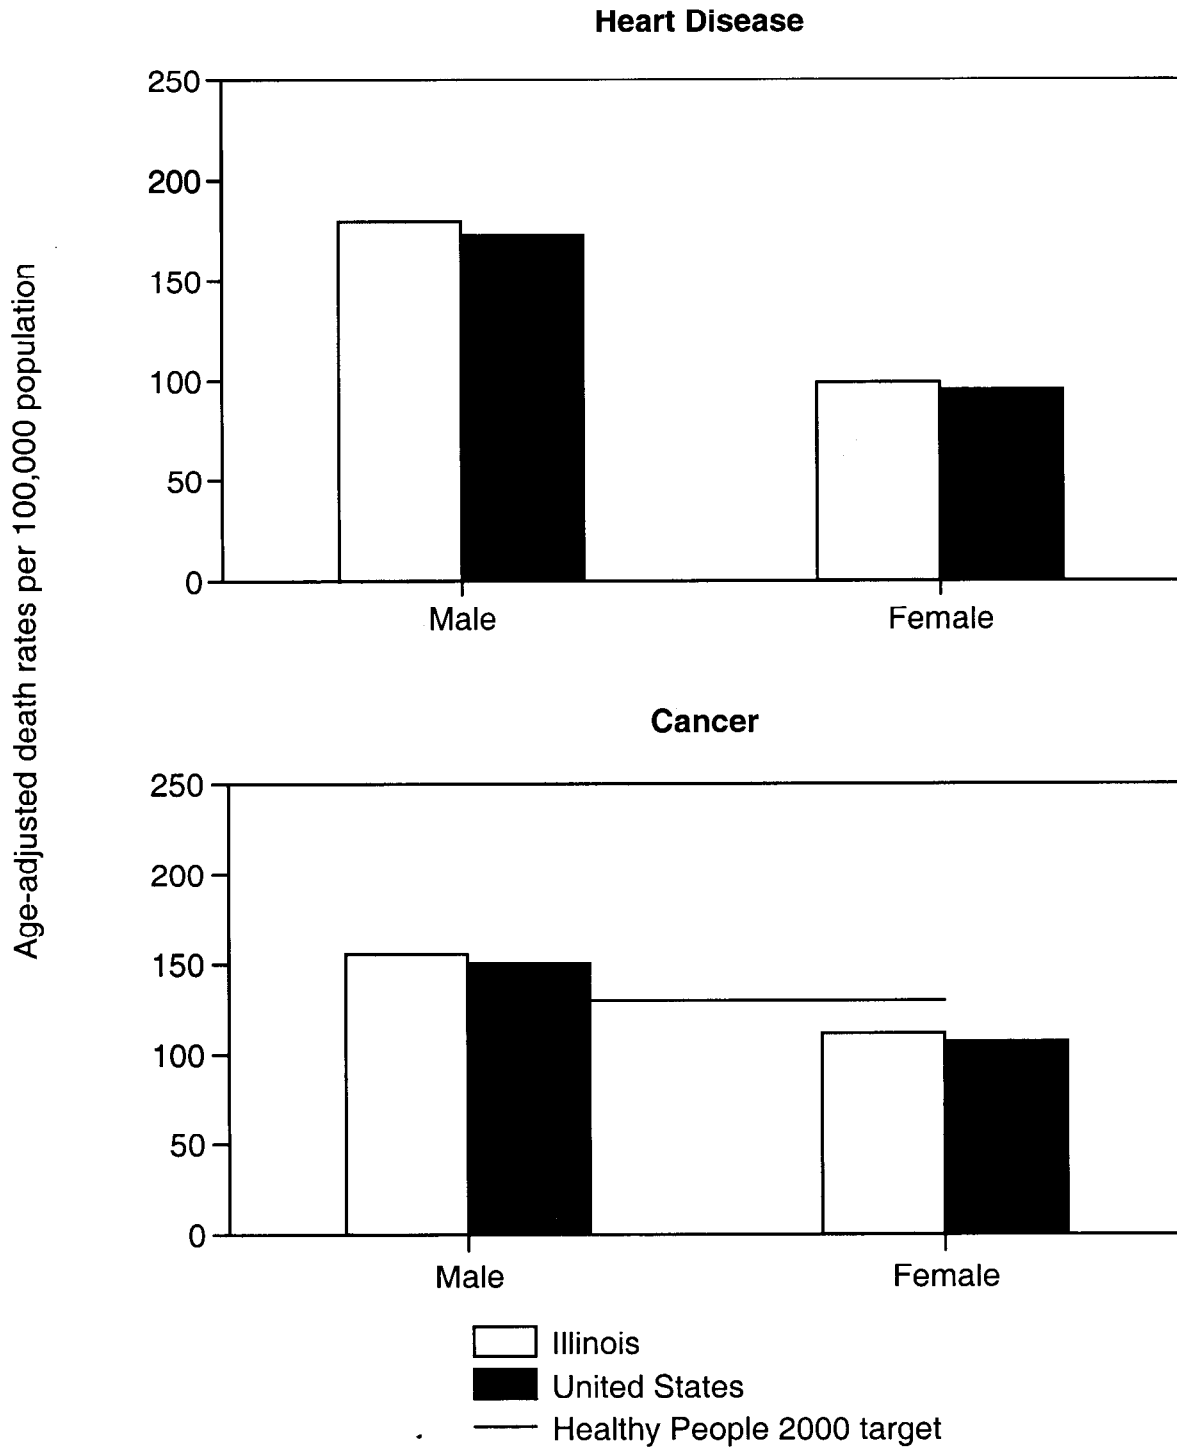 Heart Disease
Age-adjusted death rates per 100,000 population
250
200
150
100
50
0
Male Female
Cancer
250
200
150
100
50
0
Male Female
Illinois
United States
Healthy People 2000 target